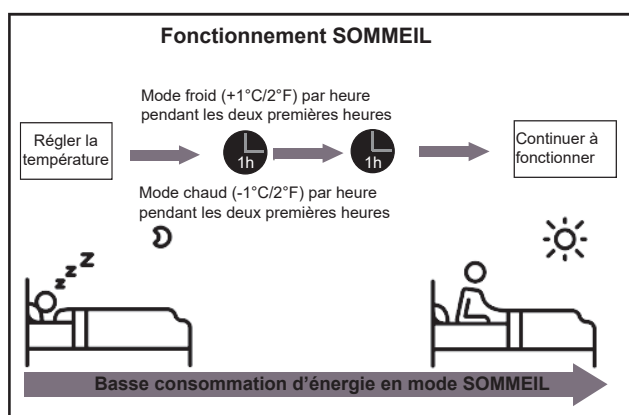 Fonctionnement SOMMEIL
Mode froid (+1°C/2°F) par heure
pendant les deux premières heures
Régler la
température
1h
1h
Continuer à
fonctionner
Mode chaud (-1°C/2°F) par heure
pendant les deux premières heures
z z z Z
Basse consommation d’énergie en mode SOMMEIL